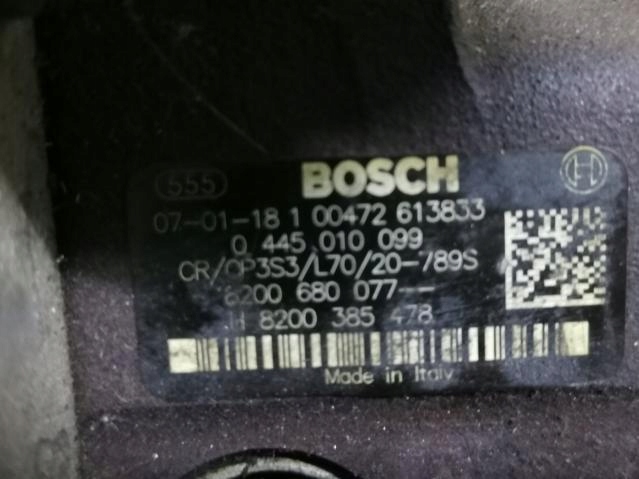 555 BOSCH
07-01-18 1 00472 613833
0 445 010 099
CR/CP3S3/L70/20-789S
8200 680 077--
H 8200 385 478
Made in Italy